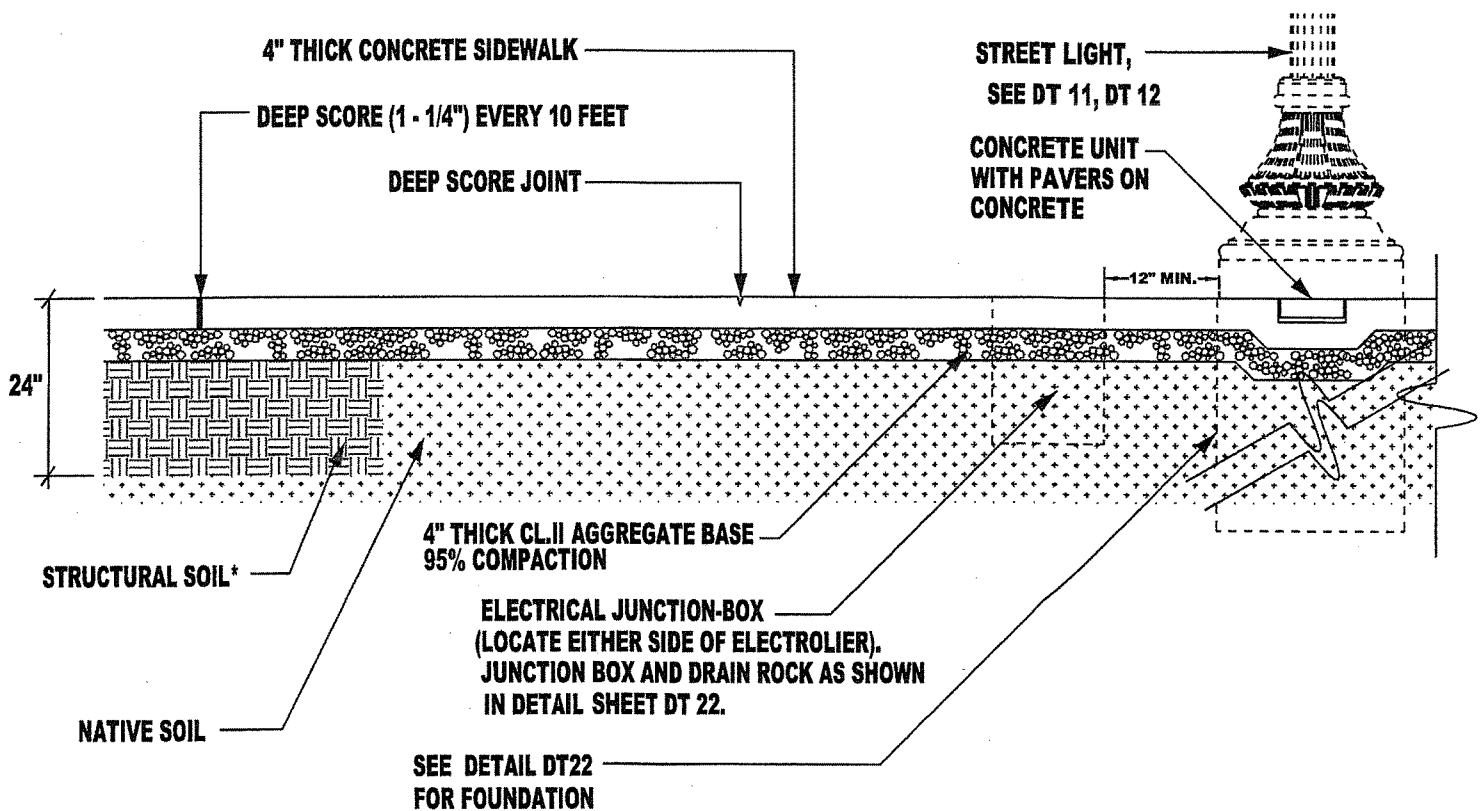 4" THICK CONCRETE SIDEWALK
DEEP SCORE (1 - 1/4") EVERY 10 FEET
DEEP SCORE JOINT
STREET LIGHT,
SEE DT 11, DT 12
CONCRETE UNIT
WITH PAVERS ON
CONCRETE
12" MIN.
24"
4" THICK CL.II AGGREGATE BASE
95% COMPACTION
STRUCTURAL SOIL*
ELECTRICAL JUNCTION-BOX
(LOCATE EITHER SIDE OF ELECTROLIER).
JUNCTION BOX AND DRAIN ROCK AS SHOWN
IN DETAIL SHEET DT 22.
NATIVE SOIL
SEE DETAIL DT22
FOR FOUNDATION